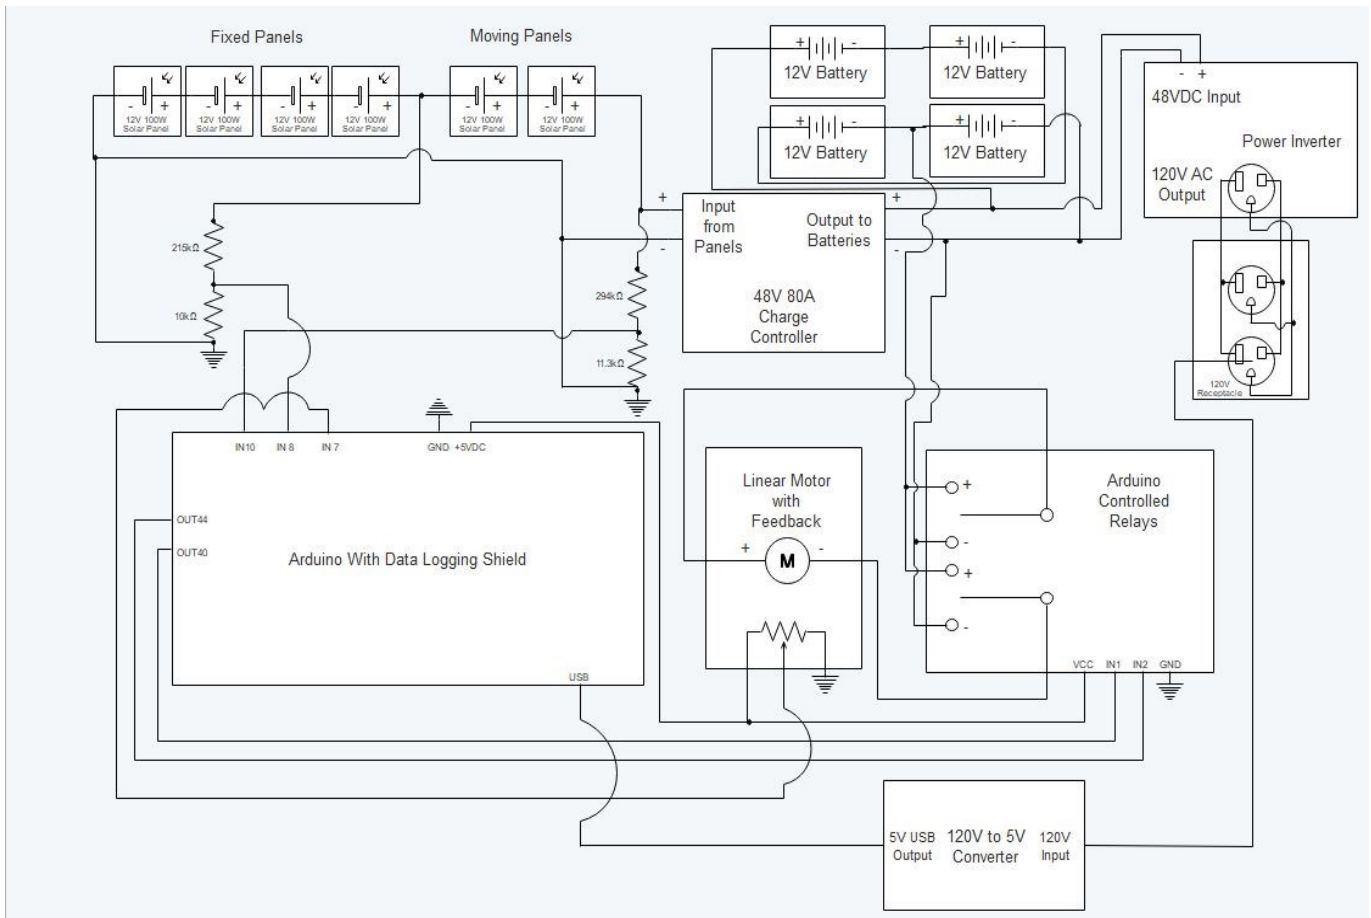 Fixed Panels
Moving Panels
- +
12V 100W
Solar Panel
- +
12V 100W
Solar Panel
- +
12V 100W
Solar Panel
- +
12V 100W
Solar Panel
- +
12V 100W
Solar Panel
- +
12V 100W
Solar Panel
+ -
12V Battery
+ -
12V Battery
+ -
12V Battery
+ -
12V Battery
- +
48VDC Input
Power Inverter
120V AC
Output
120V
Receptacle
+
-
Input
from
Panels
+
-
Output to
Batteries
48V 80A
Charge
Controller
215kΩ
10kΩ
294kΩ
11.3kΩ
IN10
IN 8
IN 7
GND
+5VDC
OUT44
OUT40
Arduino With Data Logging Shield
USB
Linear Motor
with
Feedback
+ -
M
Arduino
Controlled
Relays
+
-
+
-
VCC
IN1
IN2
GND
5V USB
Output
120V to 5V
Converter
120V
Input